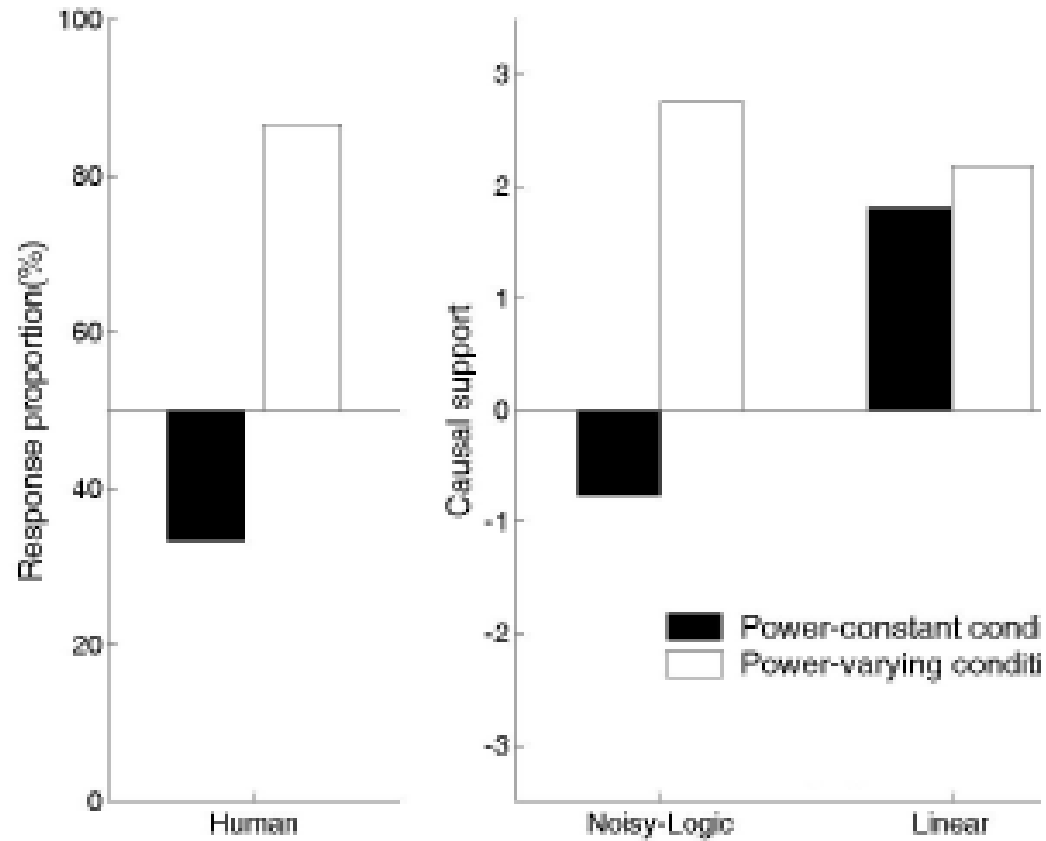 Response proportion(%)
100
80
60
40
20
0
Human
Causal support
3
2
1
0
-1
-2
-3
Noisy-Logic
Linear
Power-constant condi
Power-varying conditi